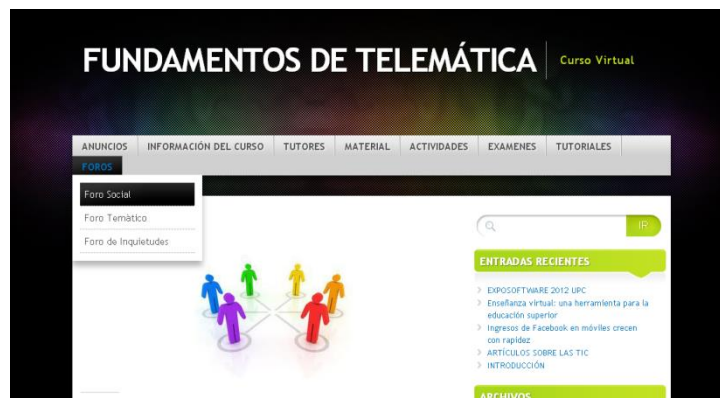 FUNDAMENTOS DE TELEMÁTICA
Curso Virtual
ANUNCIOS INFORMACIÓN DEL CURSO TUTORES MATERIAL ACTIVIDADES EXAMENES TUTORIALES
FOROS
Foro Social
Foro Temàtico
Foro de Inquietudes
IR
ENTRADAS RECIENTES
EXPOSOFTWARE 2012 UPC
Enseñanza virtual: una herramienta para la
educación superior
Ingresos de Facebook en móviles crecen
con rapidez
ARTÍCULOS SOBRE LAS TIC
INTRODUCCIÓN
ARCHIVOS